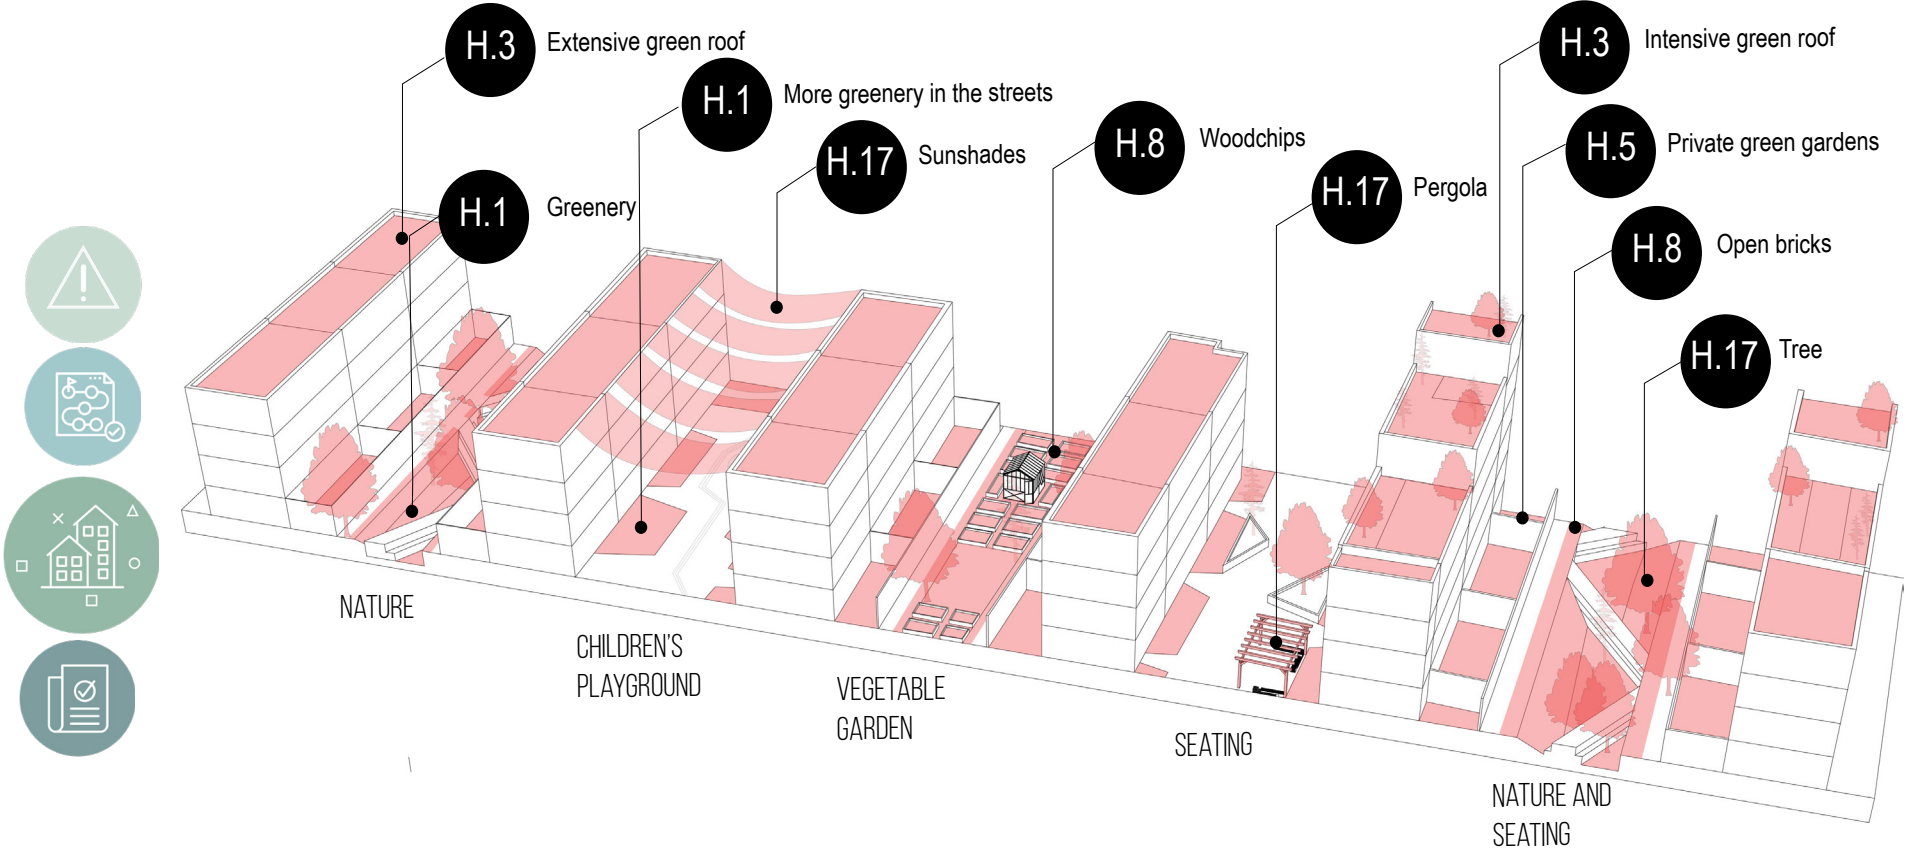 H.3 Extensive green roof
H.1 More greenery in the streets
H.17 Sunshades
H.1 Greenery
H.8 Woodchips
H.17 Pergola
H.3 Intensive green roof
H.5 Private green gardens
H.8 Open bricks
H.17 Tree
NATURE
CHILDREN'S
PLAYGROUND
VEGETABLE
GARDEN
SEATING
NATURE AND
SEATING